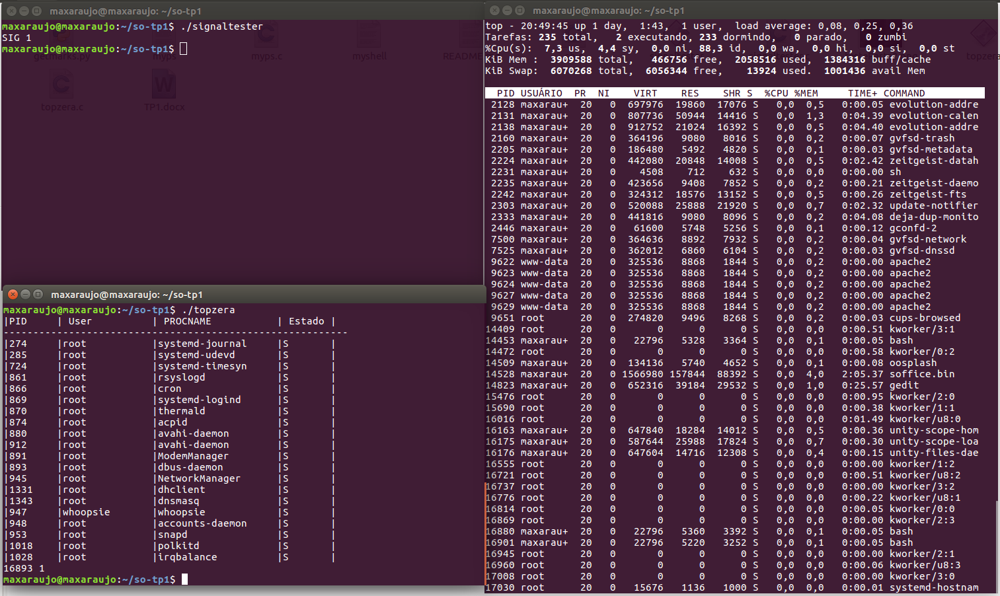 maxaraujo@maxaraujo: ~/so-tp1
maxaraujo@maxaraujo:~/so-tp1$ ./signaltester
SIG 1
maxaraujo@maxaraujo:~/so-tp1$
getmarks.py
myps
myps.c
myshell
README
topzera.c
TP1.docx
maxaraujo@maxaraujo: ~/so-tp1
maxaraujo@maxaraujo:~/so-tp1$ ./topzera
|PID | User | PROCNAME | Estado |
----------------------------------------------------------
|274 |root |systemd-journal |S |
|285 |root |systemd-udevd |S |
|724 |root |systemd-timesyn |S |
|861 |root |rsyslogd |S |
|866 |root |cron |S |
|869 |root |systemd-logind |S |
|870 |root |thermald |S |
|874 |root |acpid |S |
|880 |root |avahi-daemon |S |
|912 |root |avahi-daemon |S |
|891 |root |ModemManager |S |
|893 |root |dbus-daemon |S |
|945 |root |NetworkManager |S |
|1331 |root |dhclient |S |
|1343 |root |dnsmasq |S |
|947 |whoopsie |whoopsie |S |
|948 |root |accounts-daemon |S |
|953 |root |snapd |S |
|1018 |root |polkitd |S |
|1028 |root |irqbalance |S |
16893 1
maxaraujo@maxaraujo:~/so-tp1$
maxaraujo@maxaraujo: ~/so-tp1
top - 20:49:45 up 1 day, 1:43, 1 user, load average: 0,08, 0,25, 0,36
Tarefas: 235 total, 2 executando, 233 dormindo, 0 parado, 0 zumbi
%Cpu(s): 7,3 us, 4,4 sy, 0,0 ni, 88,3 id, 0,0 wa, 0,0 hi, 0,0 si, 0,0 st
KiB Mem : 3909588 total, 466756 free, 2058516 used, 1384316 buff/cache
KiB Swap: 6070268 total, 6056344 free, 13924 used. 1001436 avail Mem
PID USUÁRIO PR NI VIRT RES SHR S %CPU %MEM TIME+ COMMAND
2128 maxarau+ 20 0 697976 19860 17076 S 0,0 0,5 0:00.05 evolution-addre
2131 maxarau+ 20 0 807736 50944 14416 S 0,0 1,3 0:04.39 evolution-calen
2138 maxarau+ 20 0 912752 21024 16392 S 0,0 0,5 0:04.40 evolution-addre
2160 maxarau+ 20 0 364196 9080 8016 S 0,0 0,2 0:00.07 gvfsd-trash
2205 maxarau+ 20 0 186480 5492 4820 S 0,0 0,1 0:00.03 gvfsd-metadata
2224 maxarau+ 20 0 442080 20848 14008 S 0,0 0,5 0:02.42 zeitgeist-datah
2231 maxarau+ 20 0 4508 712 632 S 0,0 0,0 0:00.00 sh
2235 maxarau+ 20 0 423656 9408 7852 S 0,0 0,2 0:00.21 zeitgeist-daemo
2242 maxarau+ 20 0 324312 18576 13152 S 0,0 0,5 0:00.26 zeitgeist-fts
2303 maxarau+ 20 0 520088 25888 21920 S 0,0 0,7 0:02.32 update-notifier
2333 maxarau+ 20 0 441816 9080 8096 S 0,0 0,2 0:04.08 deja-dup-monito
2446 maxarau+ 20 0 61600 5748 5256 S 0,0 0,1 0:00.12 gconfd-2
7500 maxarau+ 20 0 364636 8892 7932 S 0,0 0,2 0:00.04 gvfsd-network
7525 maxarau+ 20 0 362012 6860 6104 S 0,0 0,2 0:00.03 gvfsd-dnssd
9622 www-data 20 0 325536 8868 1844 S 0,0 0,2 0:00.00 apache2
9623 www-data 20 0 325536 8868 1844 S 0,0 0,2 0:00.00 apache2
9624 www-data 20 0 325536 8868 1844 S 0,0 0,2 0:00.00 apache2
9627 www-data 20 0 325536 8868 1844 S 0,0 0,2 0:00.00 apache2
9629 www-data 20 0 325536 8868 1844 S 0,0 0,2 0:00.00 apache2
9651 root 20 0 274820 9496 8268 S 0,0 0,2 0:00.03 cups-browsed
14409 root 20 0 0 0 0 S 0,0 0,0 0:00.51 kworker/3:1
14453 maxarau+ 20 0 22796 5328 3364 S 0,0 0,1 0:00.05 bash
14472 root 20 0 0 0 0 S 0,0 0,0 0:00.58 kworker/0:2
14509 maxarau+ 20 0 134136 5740 4652 S 0,0 0,1 0:00.08 oosplash
14528 maxarau+ 20 0 1566980 157844 88392 S 0,0 4,0 2:05.37 soffice.bin
14823 maxarau+ 20 0 652316 39184 29532 S 0,0 1,0 0:25.57 gedit
15476 root 20 0 0 0 0 S 0,0 0,0 0:00.95 kworker/2:0
15690 root 20 0 0 0 0 S 0,0 0,0 0:00.38 kworker/1:1
16016 root 20 0 0 0 0 S 0,0 0,0 0:01.49 kworker/u8:0
16163 maxarau+ 20 0 647840 18284 14012 S 0,0 0,5 0:00.36 unity-scope-hom
16175 maxarau+ 20 0 587644 25988 17824 S 0,0 0,7 0:00.30 unity-scope-loa
16176 maxarau+ 20 0 647604 14716 12308 S 0,0 0,4 0:00.15 unity-files-dae
16555 root 20 0 0 0 0 S 0,0 0,0 0:00.00 kworker/1:2
16721 root 20 0 0 0 0 S 0,0 0,0 0:00.51 kworker/u8:2
16737 root 20 0 0 0 0 S 0,0 0,0 0:00.00 kworker/3:2
16776 root 20 0 0 0 0 S 0,0 0,0 0:00.22 kworker/u8:1
16814 root 20 0 0 0 0 S 0,0 0,0 0:00.05 kworker/0:0
16869 root 20 0 0 0 0 S 0,0 0,0 0:00.00 kworker/2:3
16880 maxarau+ 20 0 22796 5360 3392 S 0,0 0,1 0:00.05 bash
16901 maxarau+ 20 0 22796 5220 3252 S 0,0 0,1 0:00.05 bash
16945 root 20 0 0 0 0 S 0,0 0,0 0:00.00 kworker/2:1
16960 root 20 0 0 0 0 S 0,0 0,0 0:00.06 kworker/u8:3
17008 root 20 0 0 0 0 S 0,0 0,0 0:00.00 kworker/3:0
17030 root 20 0 15676 1136 1000 S 0,0 0,0 0:00.01 systemd-hostnam